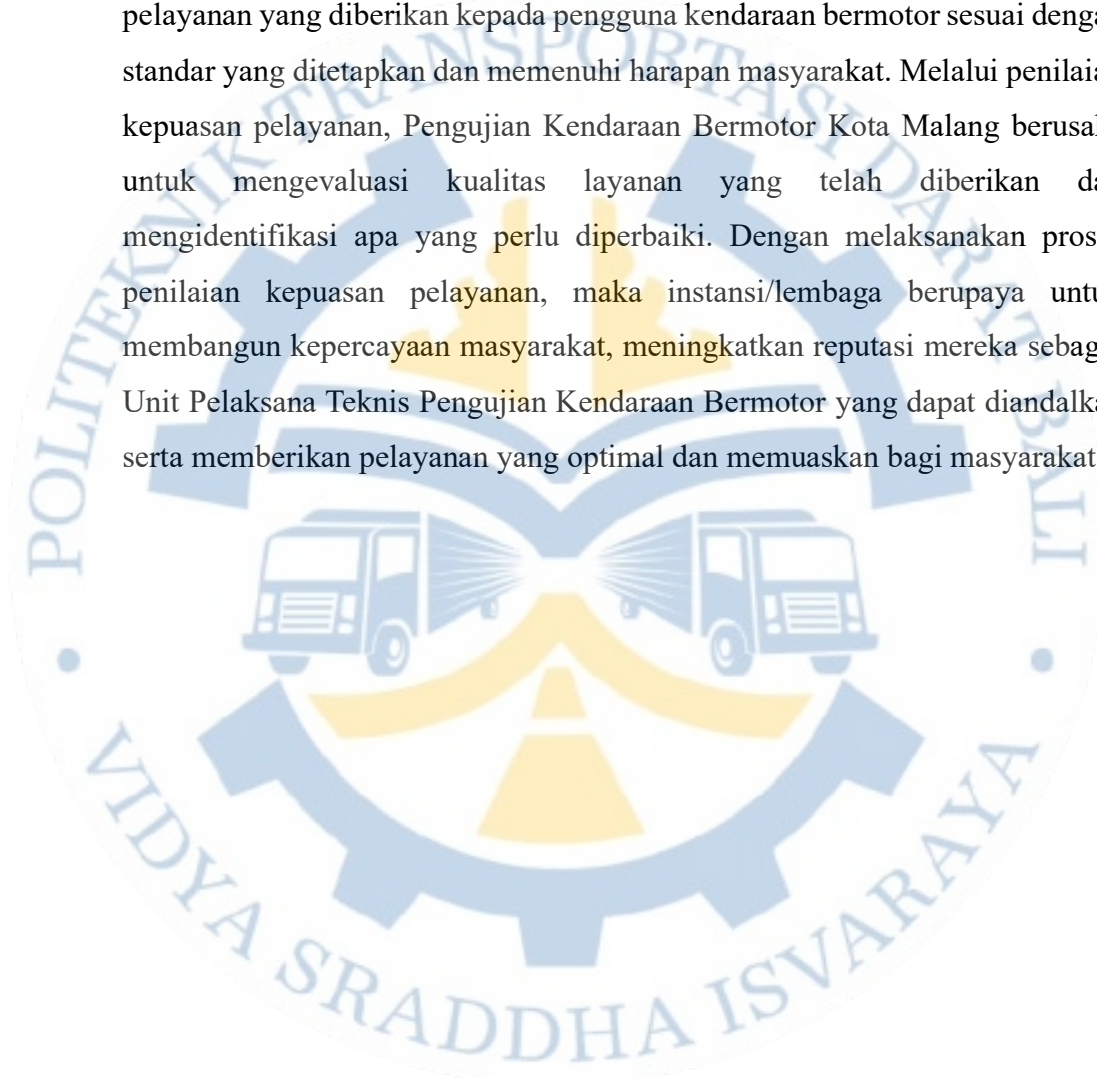 pelayanan yang diberikan kepada pengguna kendaraan bermotor sesuai denga
standar yang ditetapkan dan memenuhi harapan masyarakat. Melalui penilaia
kepuasan pelayanan, Pengujian Kendaraan Bermotor Kota Malang berusa
untuk mengevaluasi kualitas layanan yang telah diberikan da
mengidentifikasi apa yang perlu diperbaiki. Dengan melaksanakan pros
penilaian kepuasan pelayanan, maka instansi/lembaga berupaya untu
membangun kepercayaan masyarakat, meningkatkan reputasi mereka sebag
Unit Pelaksana Teknis Pengujian Kendaraan Bermotor yang dapat diandalka
serta memberikan pelayanan yang optimal dan memuaskan bagi masyarakat
POLITEKNIK TRANSPORTASI DARAT BALI
• VIDYA SRADDHA ISVARAYA •